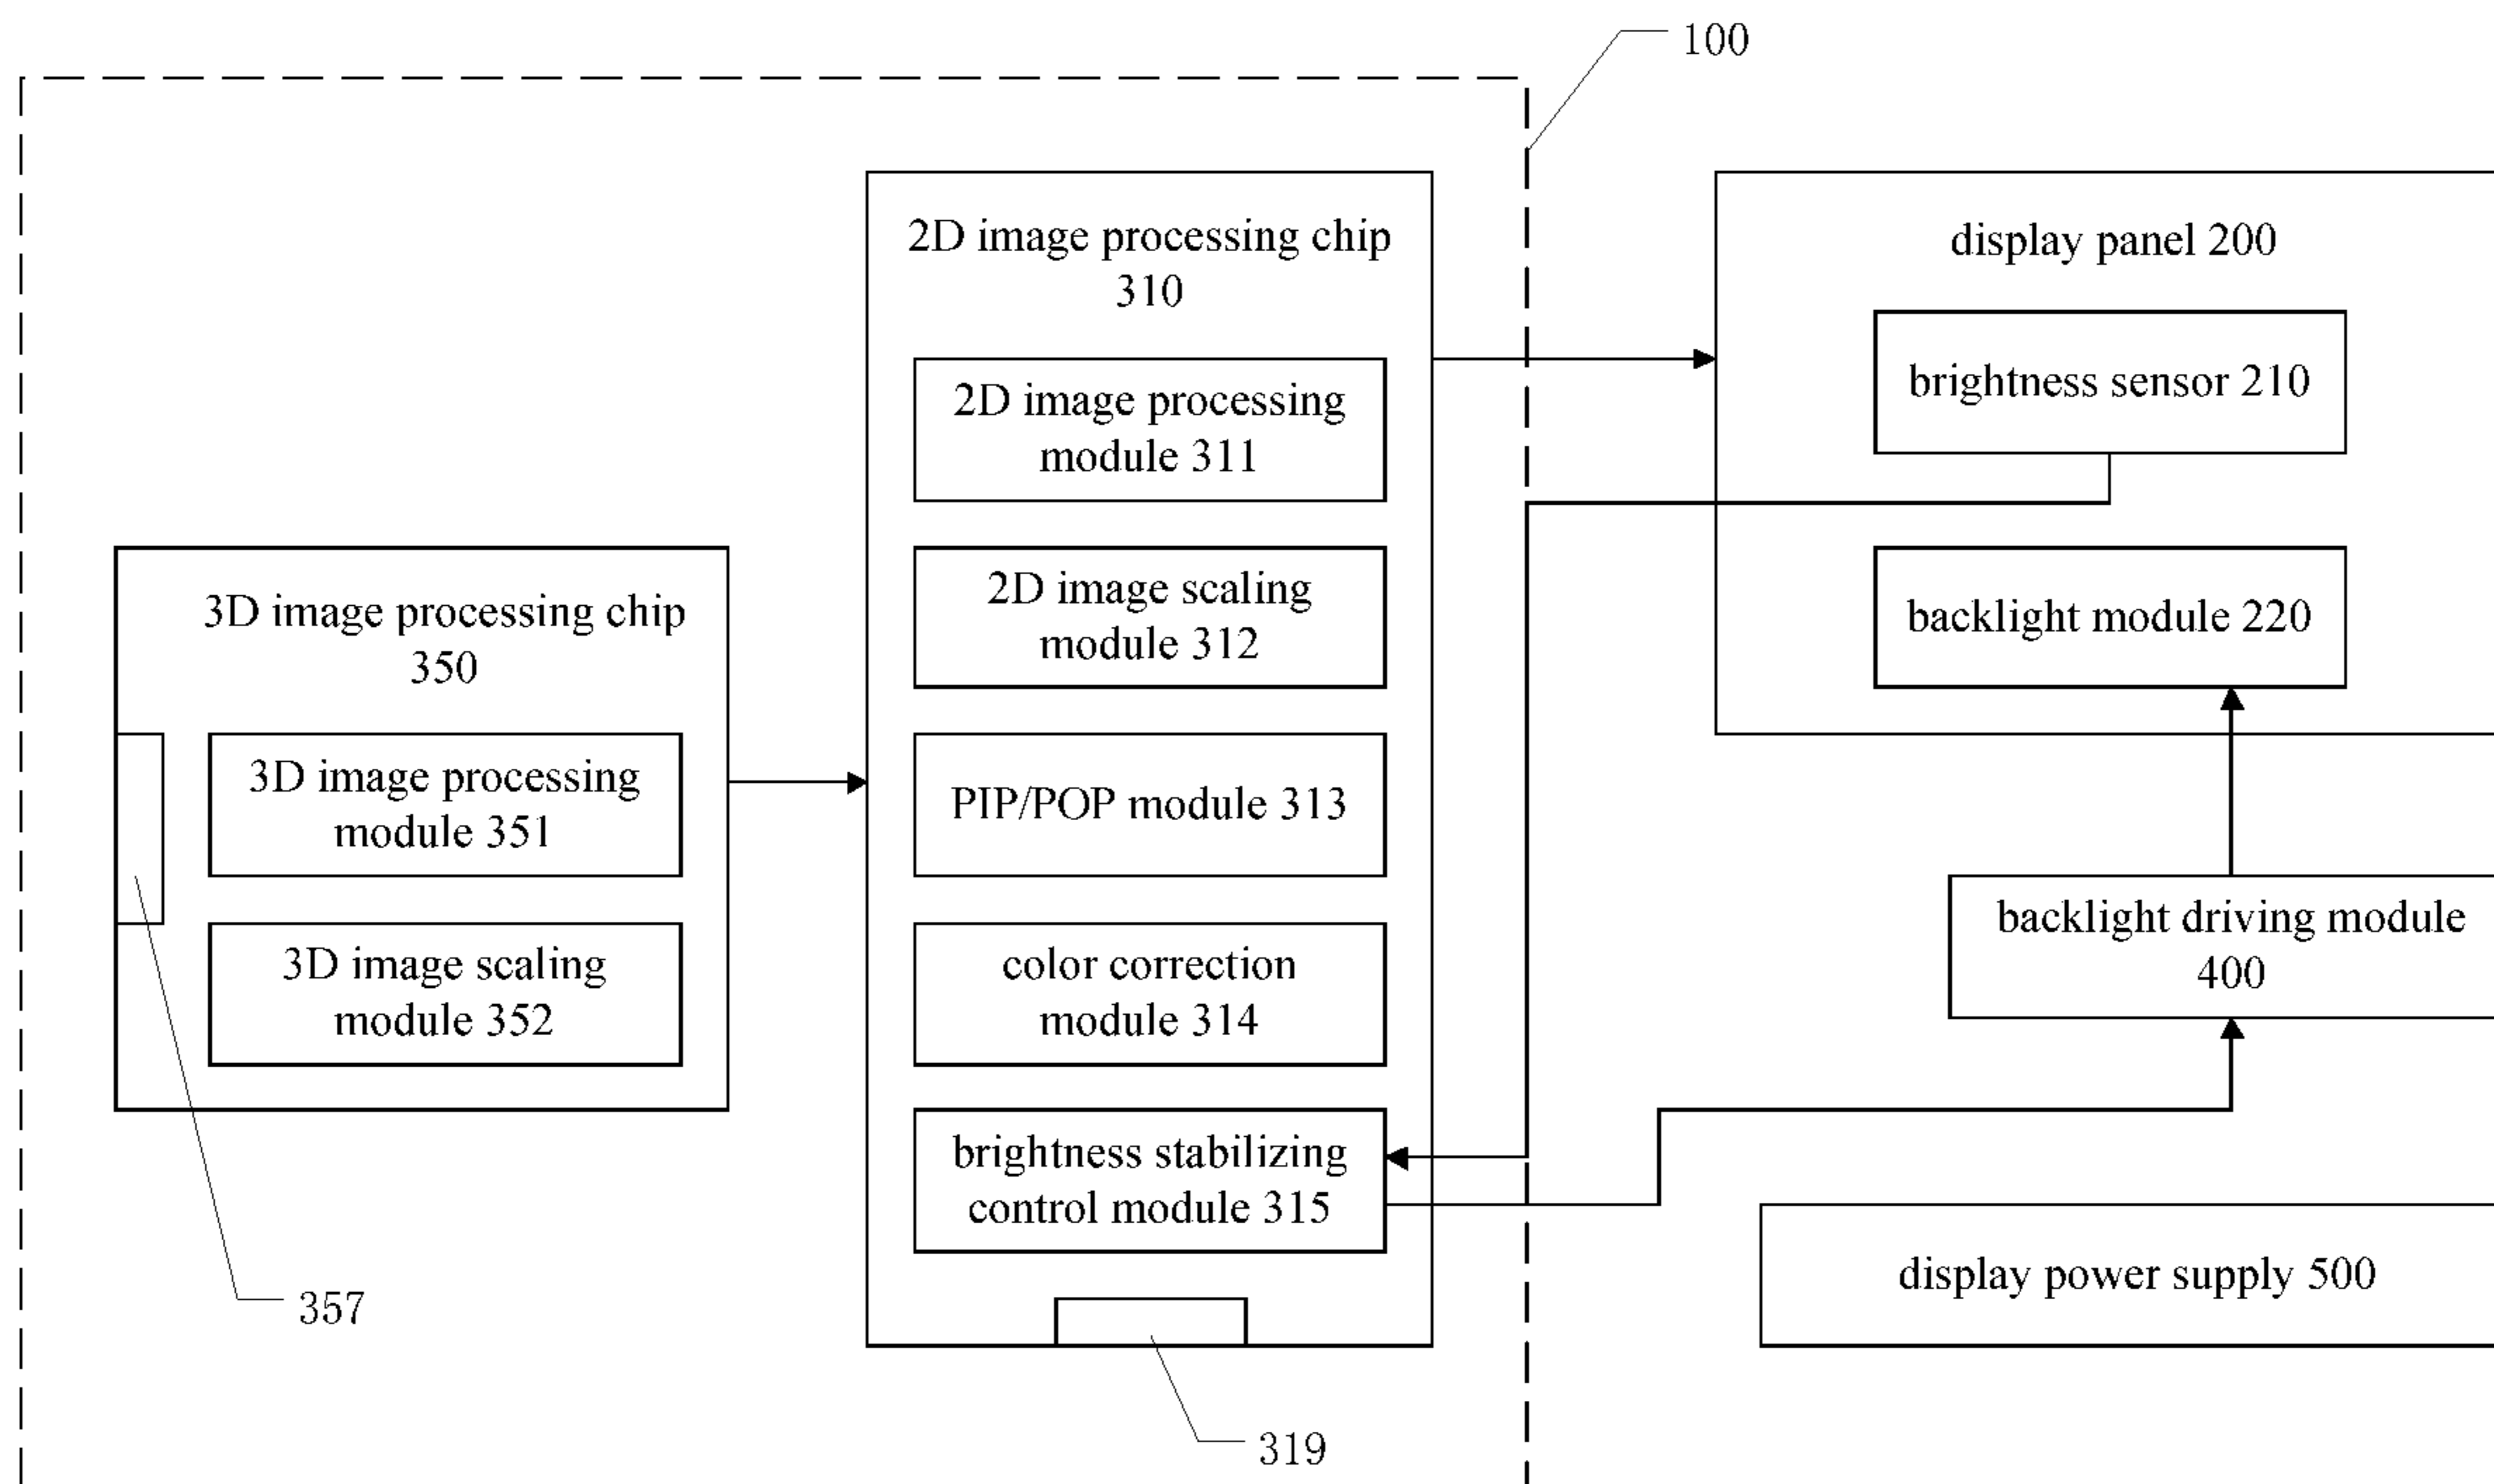 100
2D image processing chip
310
2D image processing
module 311
2D image scaling
module 312
PIP/POP module 313
color correction
module 314
brightness stabilizing
control module 315
319
3D image processing chip
350
3D image processing
module 351
3D image scaling
module 352
357
display panel 200
brightness sensor 210
backlight module 220
backlight driving module
400
display power supply 500